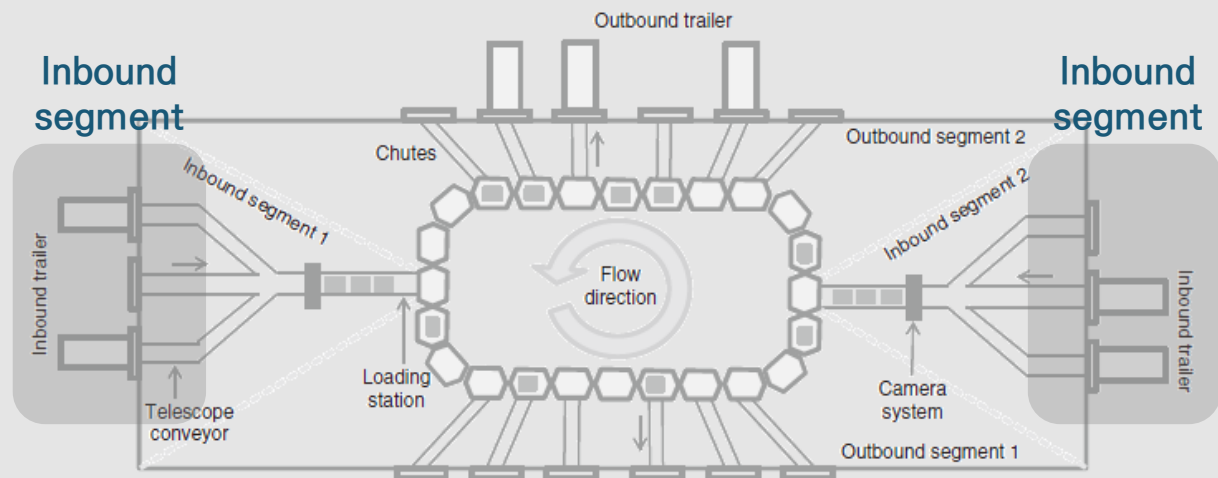 Outbound trailer
Inbound
segment
Inbound
segment
Chutes
Outbound segment 2
Inbound segment 1
Inbound segment 2
Inbound trailer
Flow
direction
Inbound trailer
Loading
station
Camera
system
Telescope
conveyor
Outbound segment 1